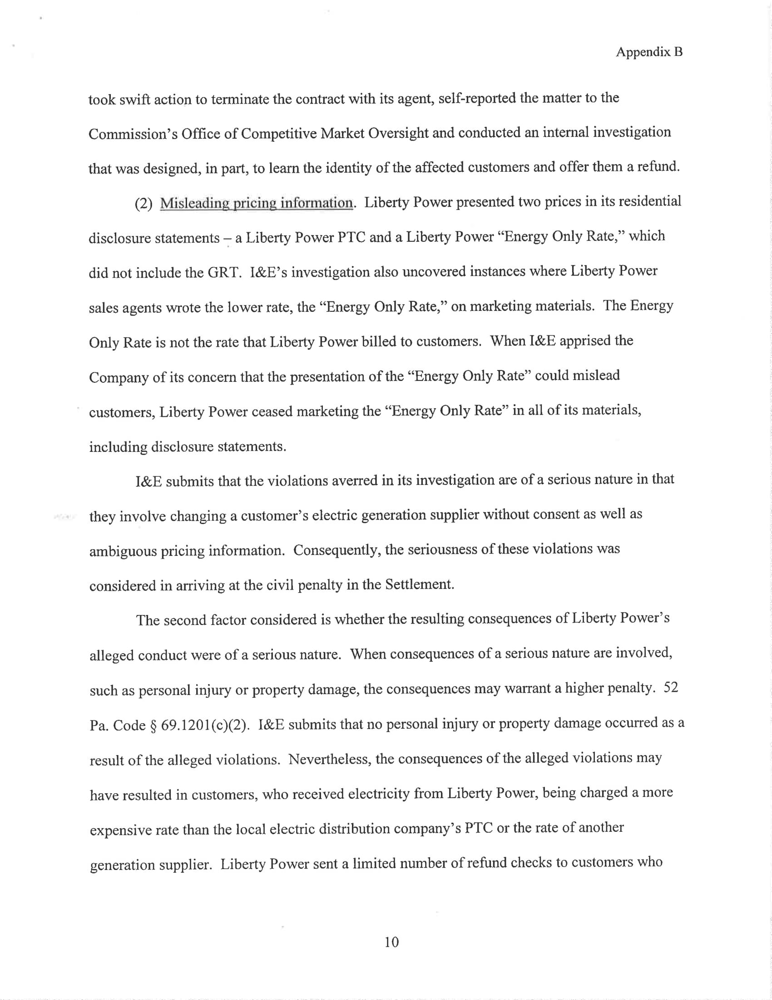 Appendix B
took swift action to terminate the contract with its agent, self-reported the matter to the
Commission's Office of Competitive Market Oversight and conducted an internal investigation
that was designed, in part, to learn the identity of the affected customers and offer them a refund.
(2) Misleading pricing information. Liberty Power presented two prices in its residential
disclosure statements – a Liberty Power PTC and a Liberty Power “Energy Only Rate,” which
did not include the GRT. I&E's investigation also uncovered instances where Liberty Power
sales agents wrote the lower rate, the “Energy Only Rate,” on marketing materials. The Energy
Only Rate is not the rate that Liberty Power billed to customers. When I&E apprised the
Company of its concern that the presentation of the “Energy Only Rate” could mislead
customers, Liberty Power ceased marketing the “Energy Only Rate” in all of its materials,
including disclosure statements.
I&E submits that the violations averred in its investigation are of a serious nature in that
they involve changing a customer's electric generation supplier without consent as well as
ambiguous pricing information. Consequently, the seriousness of these violations was
considered in arriving at the civil penalty in the Settlement.
The second factor considered is whether the resulting consequences of Liberty Power's
alleged conduct were of a serious nature. When consequences of a serious nature are involved,
such as personal injury or property damage, the consequences may warrant a higher penalty. 52
Pa. Code § 69.1201(c)(2). I&E submits that no personal injury or property damage occurred as a
result of the alleged violations. Nevertheless, the consequences of the alleged violations may
have resulted in customers, who received electricity from Liberty Power, being charged a more
expensive rate than the local electric distribution company's PTC or the rate of another
generation supplier. Liberty Power sent a limited number of refund checks to customers who
10